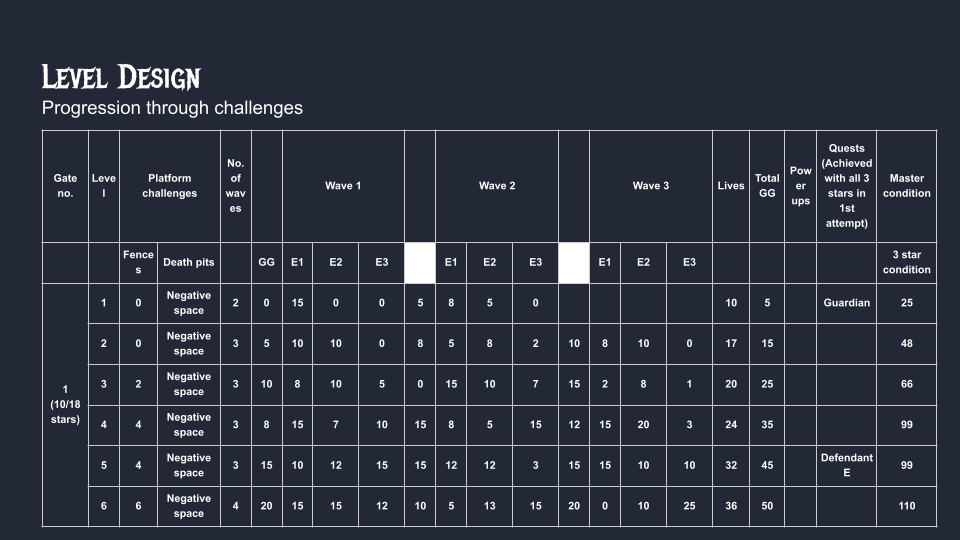 Level Design
Progression through challenges
Gate no. Level Platform challenges No. of waves Wave 1 Wave 2 Wave 3 Lives Total GG Power ups Quests (Achieved with all 3 stars in 1st attempt) Master condition
Fences Death pits GG E1 E2 E3 E1 E2 E3 E1 E2 E3 3 star condition
1 (10/18 stars)
1 0 Negative space 2 0 15 0 0 5 8 5 0 10 5 Guardian 25
2 0 Negative space 3 5 10 10 0 8 5 8 2 10 8 10 0 17 15 48
3 2 Negative space 3 10 8 10 5 0 15 10 7 15 2 8 1 20 25 66
4 4 Negative space 3 8 15 7 10 15 8 5 15 12 15 20 3 24 35 99
5 4 Negative space 3 15 10 12 15 15 12 12 3 15 15 10 10 32 45 Defendant E 99
6 6 Negative space 4 20 15 15 12 10 5 13 15 20 0 10 25 36 50 110